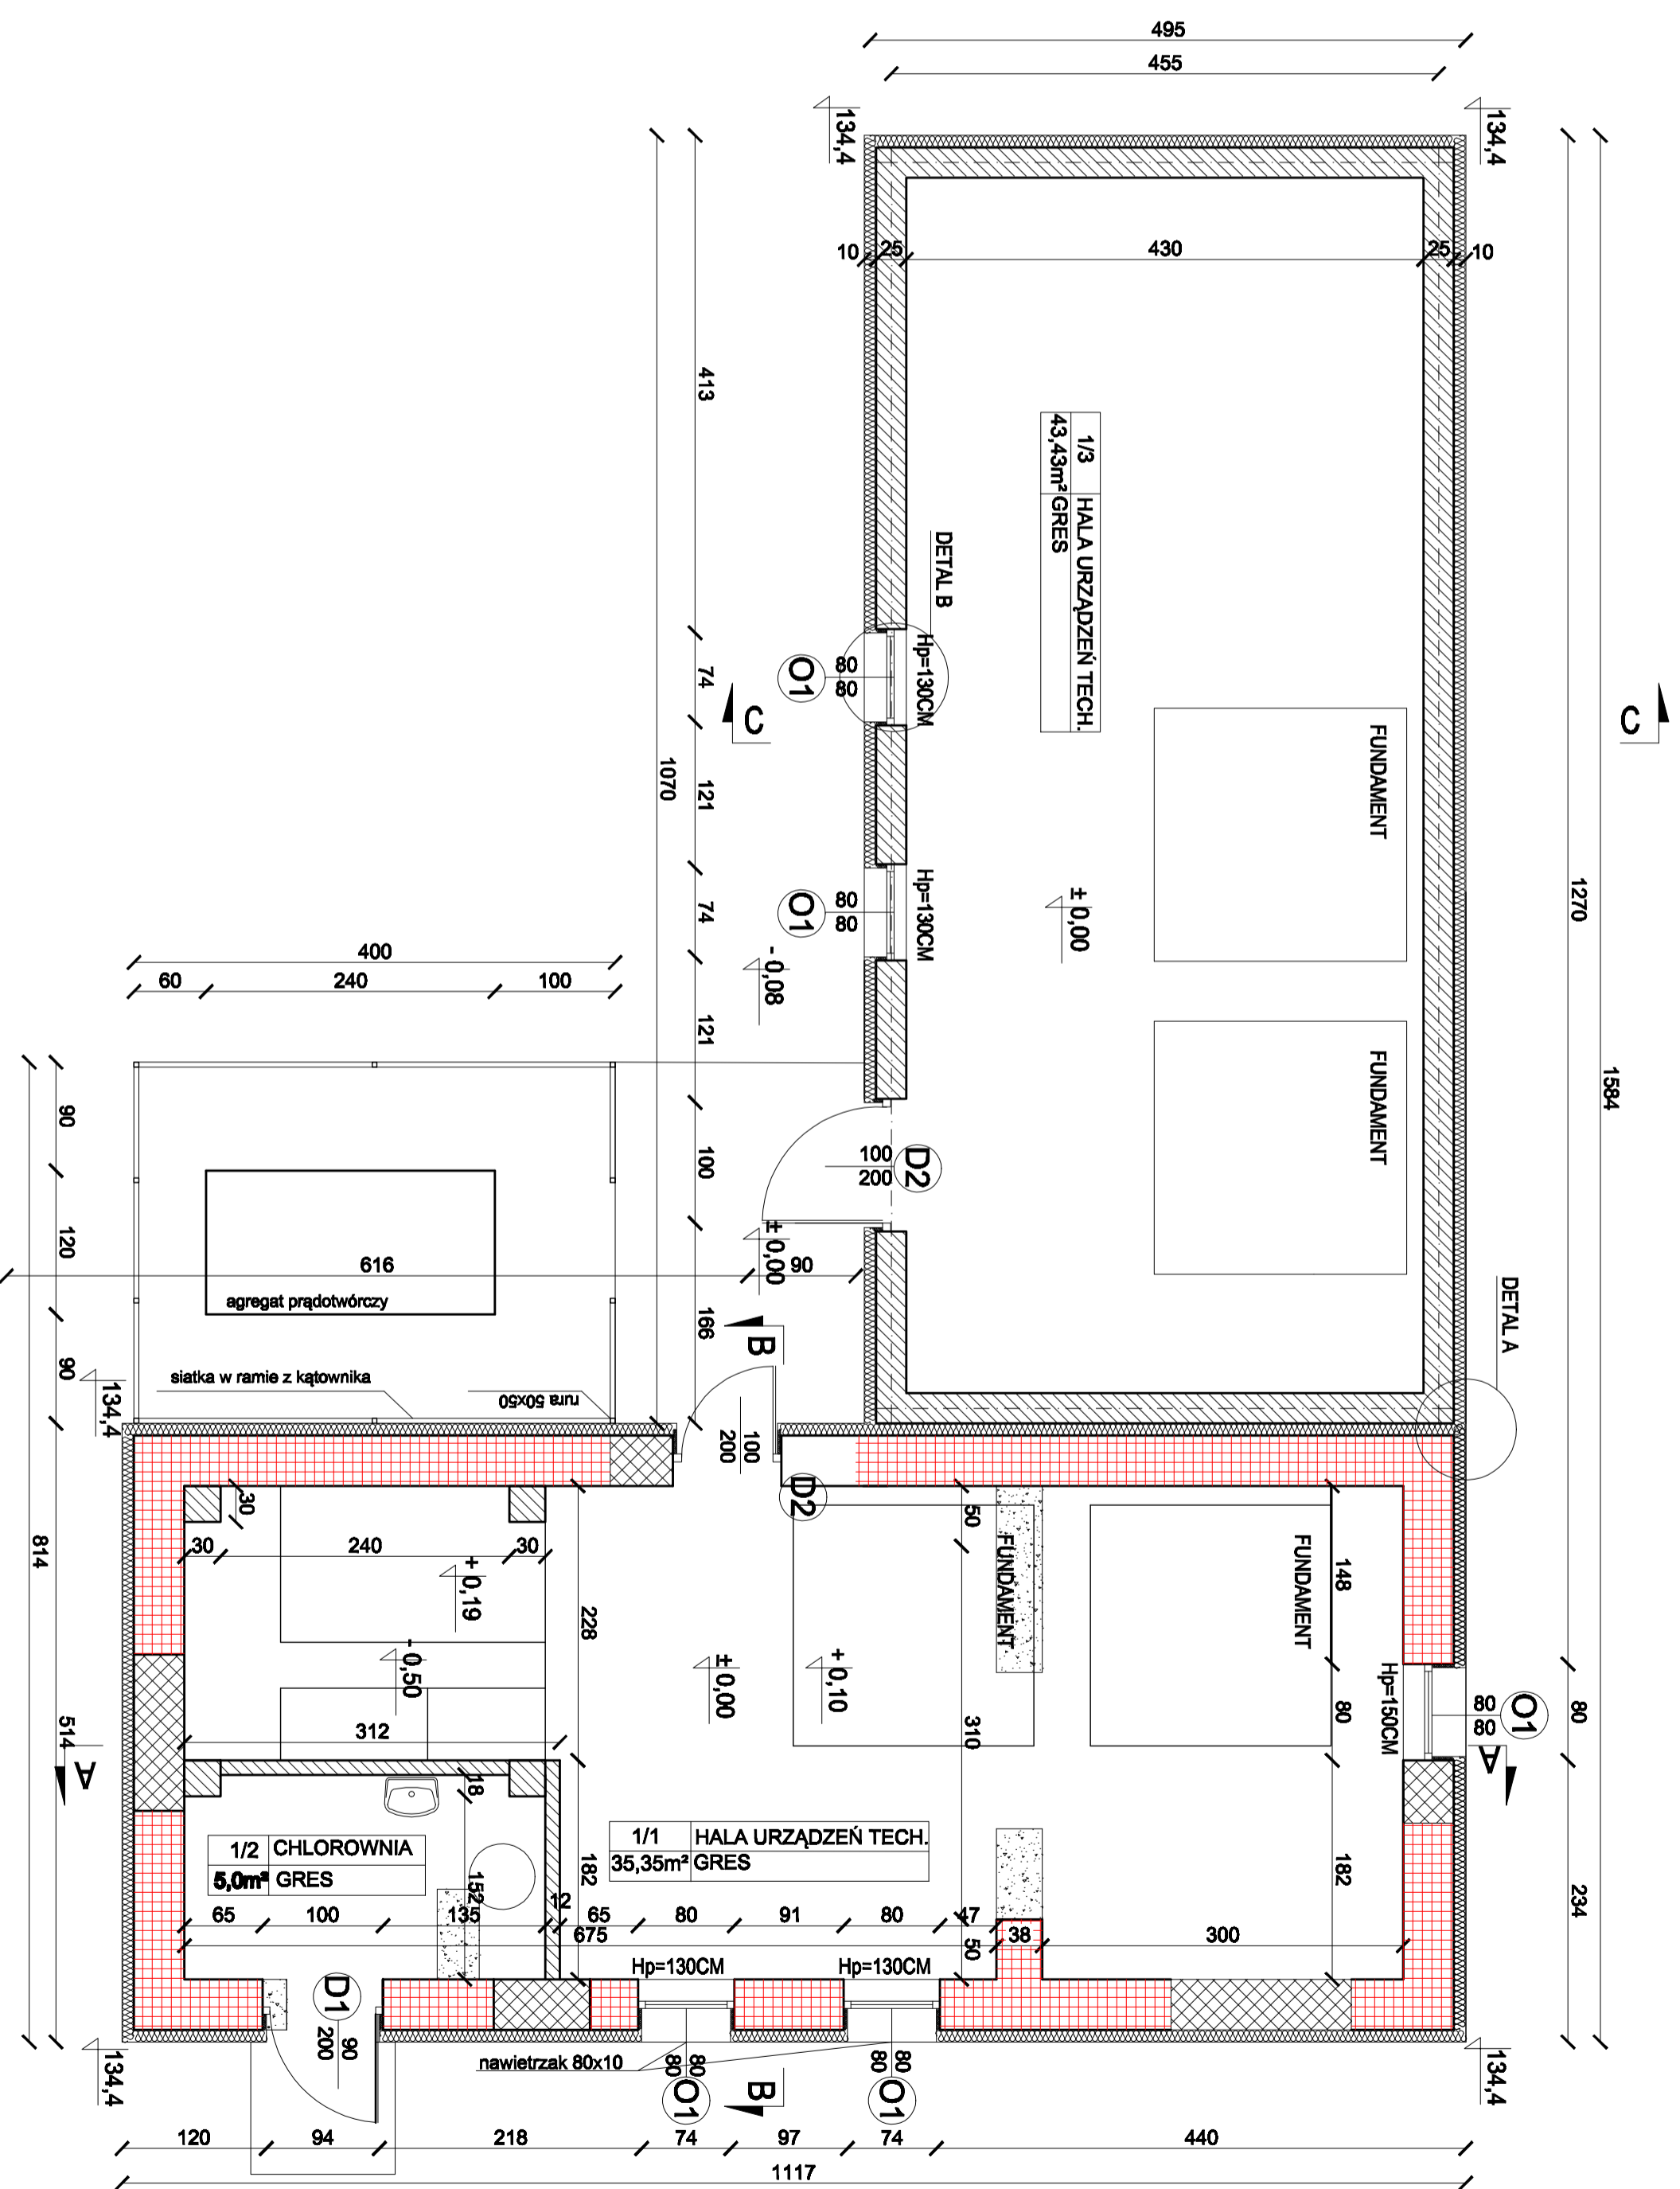 495
455
134,4
134,4
10
25
430
25
10
413
1/3 HALA URZĄDZEŃ TECH.
43,43m² GRES
DETAL B
Hp=130CM
80
80
O1
74
C
C
FUNDAMENT
1070
121
1270
1584
Hp=130CM
80
80
O1
74
± 0,00
- 0,08
400
60
240
100
121
FUNDAMENT
90
120
90
814
100
D2
100
200
± 0,00
90
616
agregat prądotwórczy
166
DETAL A
B
siatka w ramie z kątownika
rura 50x50
134,4
100
200
D2
30
30
240
30
50
FUNDAMENT
FUNDAMENT
148
+ 0,19
228
- 0,50
± 0,00
+ 0,10
310
80
Hp=150CM
80
80
O1
80
312
514
A
A
18
1/2 CHLOROWNIA
5,0m² GRES
1/1 HALA URZĄDZEŃ TECH.
35,35m² GRES
152
182
182
234
65
100
135
12
65
80
91
80
47
675
38
300
50
Hp=130CM
Hp=130CM
D1
90
200
134,4
nawietrzak 80x10
80
80
O1
80
80
O1
B
134,4
120
94
218
74
97
74
440
1117